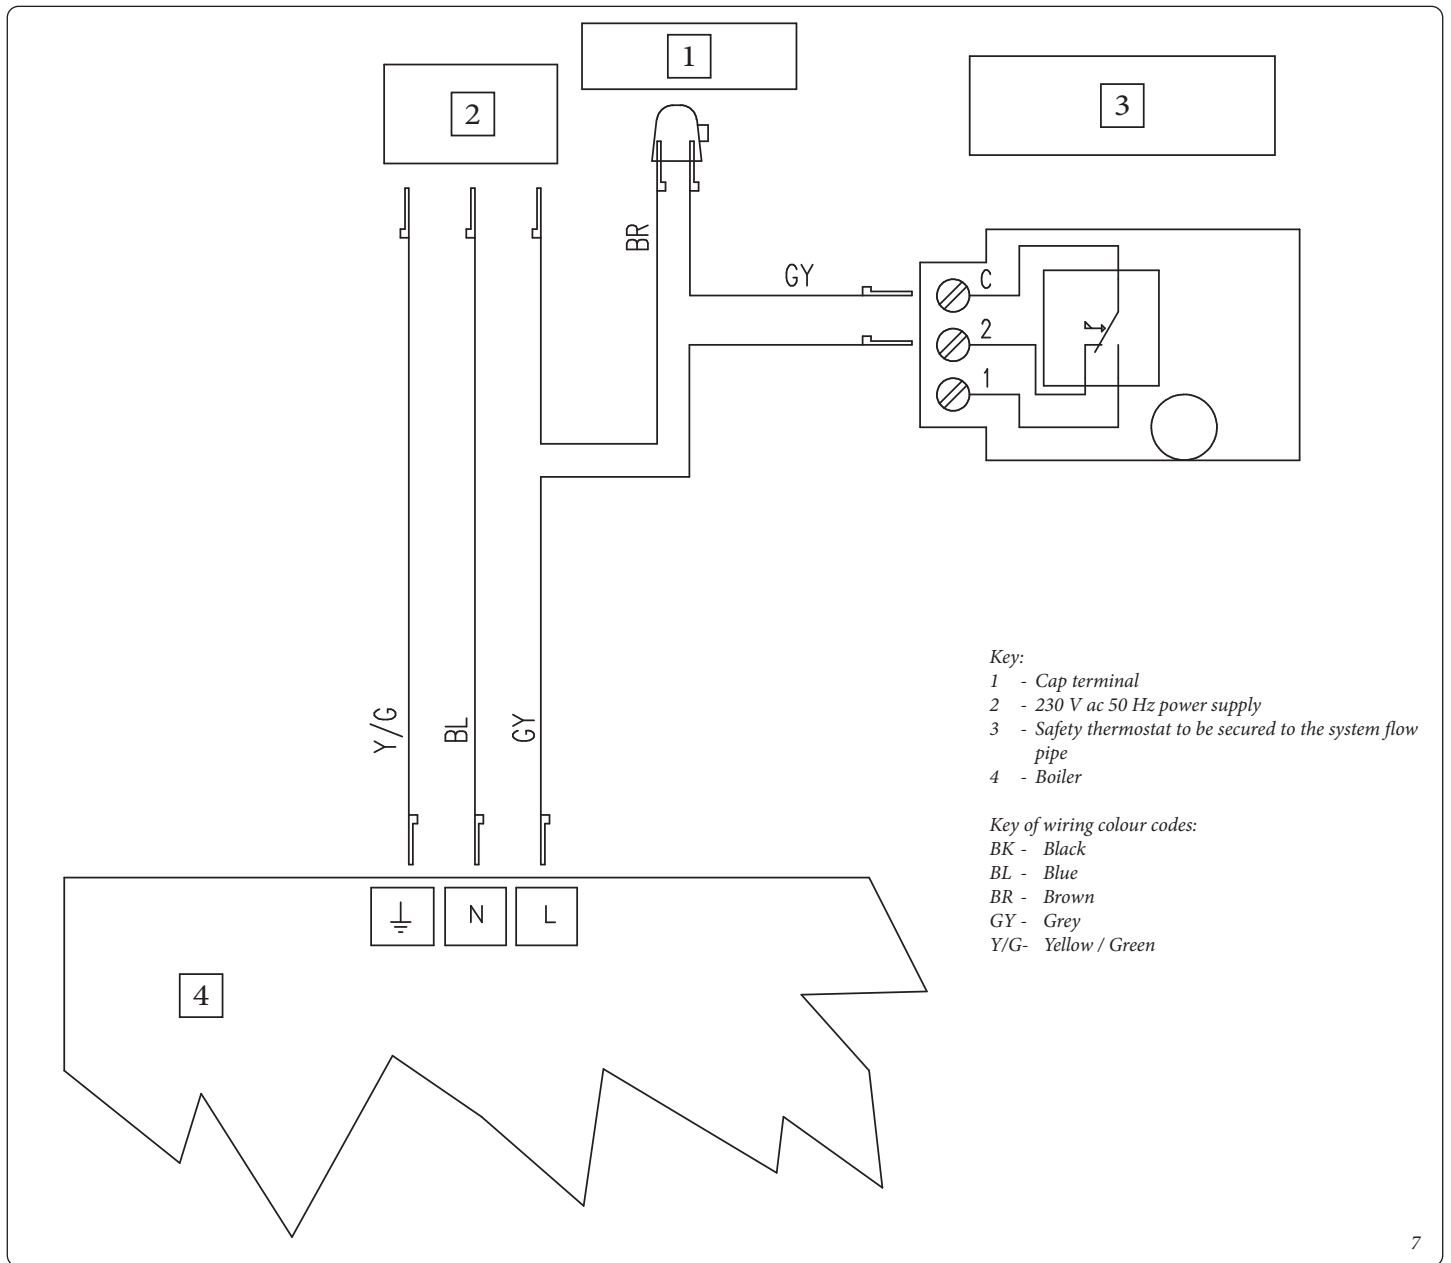 1
2
3
BR
GY
C
2
1
Y/G
BL
GY
N
L
4
Key:
1 - Cap terminal
2 - 230 V ac 50 Hz power supply
3 - Safety thermostat to be secured to the system flow
pipe
4 - Boiler
Key of wiring colour codes:
BK - Black
BL - Blue
BR - Brown
GY - Grey
Y/G- Yellow / Green
7